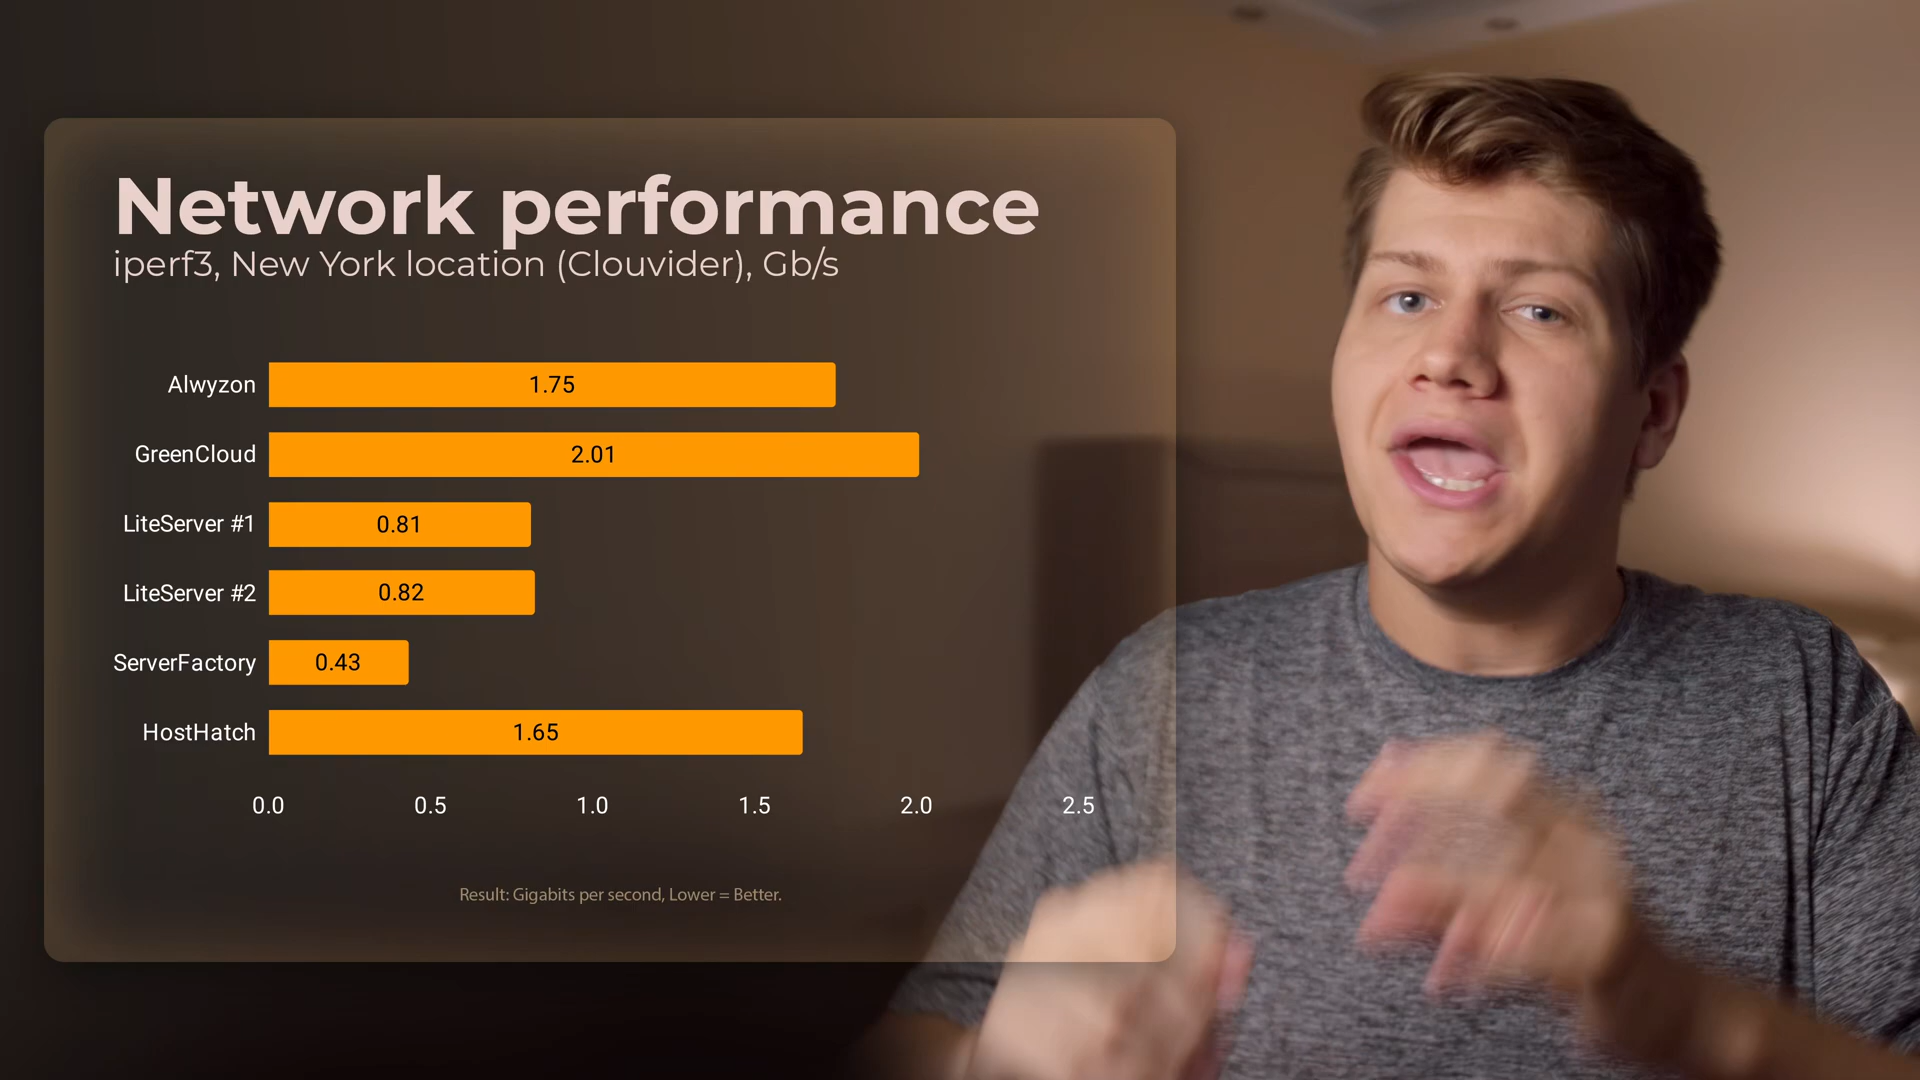 Network performance
iperf3, New York location (Clouvider), Gb/s
Alwyzon 1.75
GreenCloud 2.01
LiteServer #1 0.81
LiteServer #2 0.82
ServerFactory 0.43
HostHatch 1.65
0.0 0.5 1.0 1.5 2.0 2.5
Result: Gigabits per second, Lower = Better.